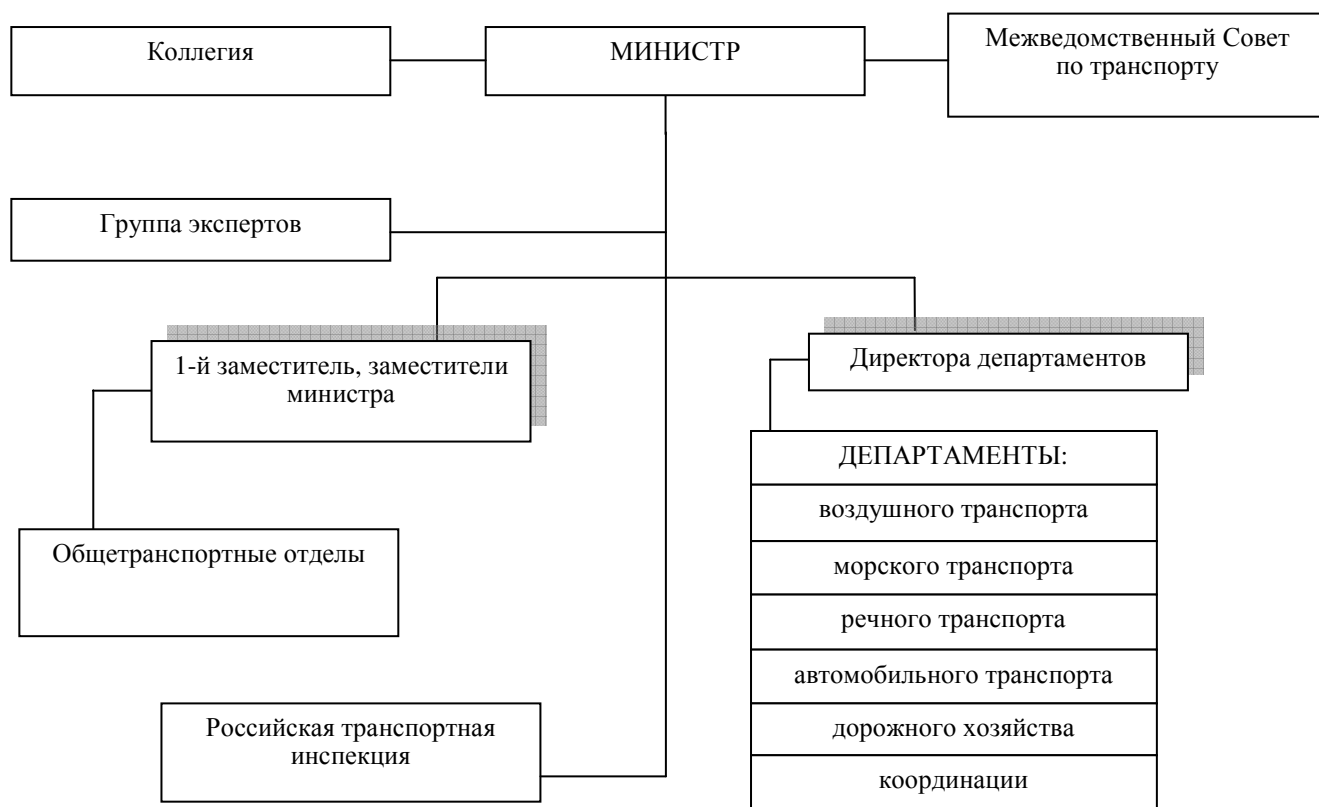 Коллегия
МИНИСТР
Межведомственный Совет
по транспорту
Группа экспертов
1-й заместитель, заместители
министра
Директора департаментов
Общетранспортные отделы
ДЕПАРТАМЕНТЫ:
воздушного транспорта
морского транспорта
речного транспорта
автомобильного транспорта
дорожного хозяйства
координации
Российская транспортная
инспекция